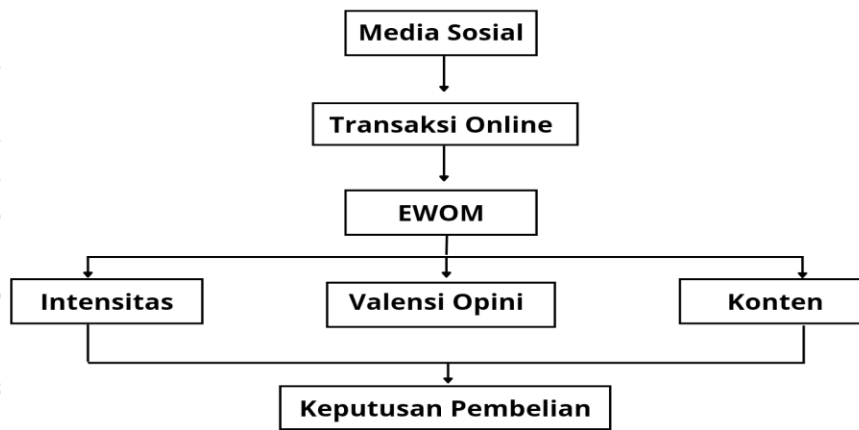 Media Sosial
Transaksi Online
EWOM
Intensitas
Valensi Opini
Konten
Keputusan Pembelian